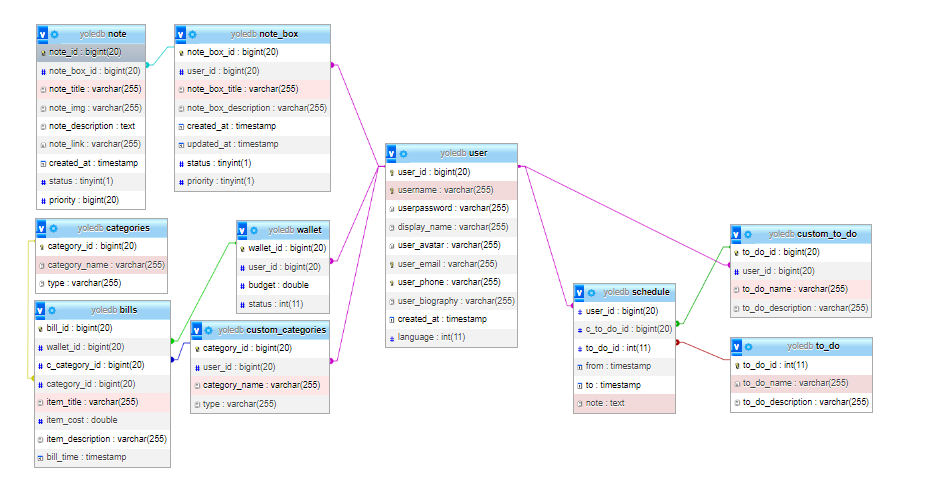 yoledb note
note_id : bigint(20)
note_box_id : bigint(20)
note_title : varchar(255)
note_img : varchar(255)
note_description : text
note_link : varchar(255)
created_at : timestamp
status : tinyint(1)
priority : bigint(20)
yoledb note_box
note_box_id : bigint(20)
user_id : bigint(20)
note_box_title : varchar(255)
note_box_description : varchar(255)
created_at : timestamp
updated_at : timestamp
status : tinyint(1)
priority : tinyint(1)
yoledb user
user_id : bigint(20)
username : varchar(255)
userpassword : varchar(255)
display_name : varchar(255)
user_avatar : varchar(255)
user_email : varchar(255)
user_phone : varchar(255)
user_biography : varchar(255)
created_at : timestamp
language : int(11)
yoledb categories
category_id : bigint(20)
category_name : varchar(255)
type : varchar(255)
yoledb wallet
wallet_id : bigint(20)
user_id : bigint(20)
budget : double
status : int(11)
yoledb bills
bill_id : bigint(20)
wallet_id : bigint(20)
c_category_id : bigint(20)
category_id : bigint(20)
item_title : varchar(255)
item_cost : double
item_description : varchar(255)
bill_time : timestamp
yoledb custom_categories
category_id : bigint(20)
user_id : bigint(20)
category_name : varchar(255)
type : varchar(255)
yoledb schedule
user_id : bigint(20)
c_to_do_id : bigint(20)
to_do_id : int(11)
from : timestamp
to : timestamp
note : text
yoledb custom_to_do
to_do_id : bigint(20)
user_id : bigint(20)
to_do_name : varchar(255)
to_do_description : varchar(255)
yoledb to_do
to_do_id : int(11)
to_do_name : varchar(255)
to_do_description : varchar(255)